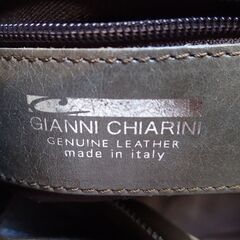 GIANNI CHIARINI
GENUINE LEATHER
made in italy